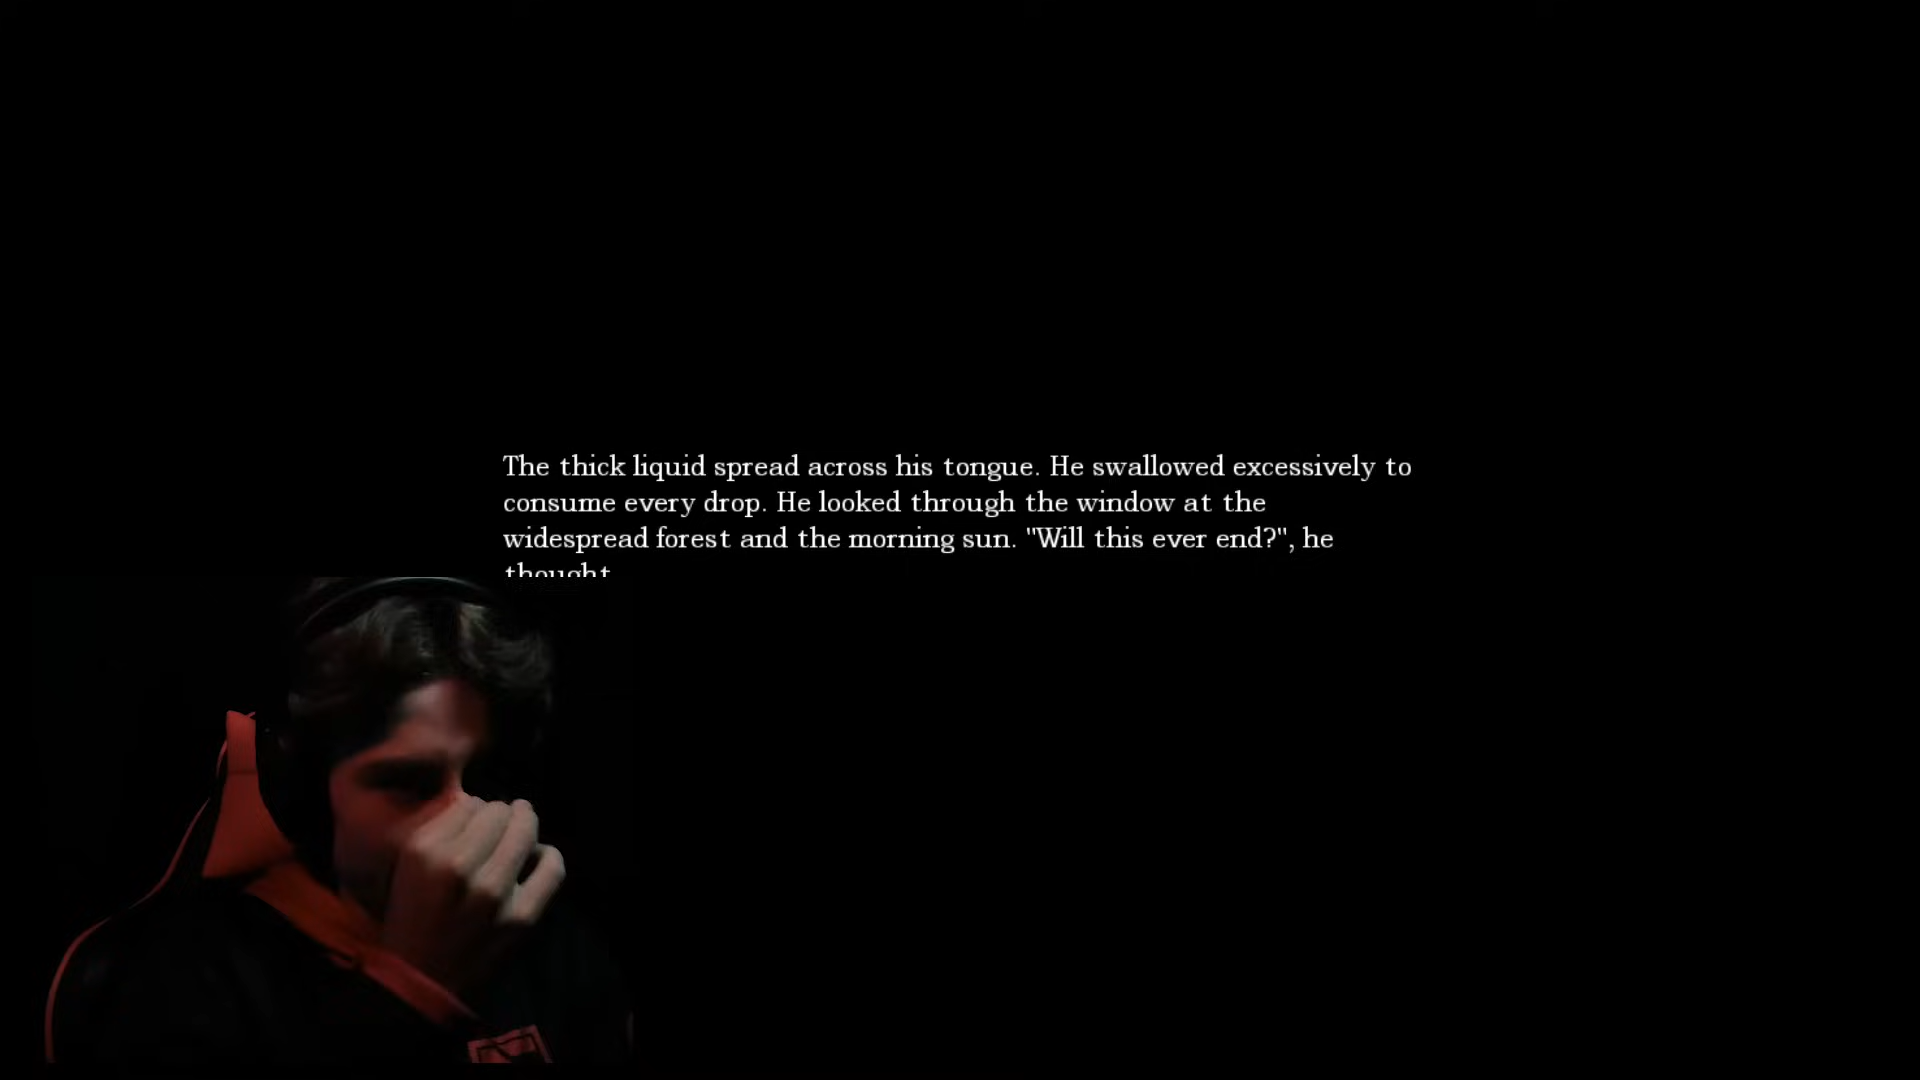 The thick liquid spread across his tongue. He swallowed excessively to
consume every drop. He looked through the window at the
widespread forest and the morning sun. "Will this ever end?", he
thought